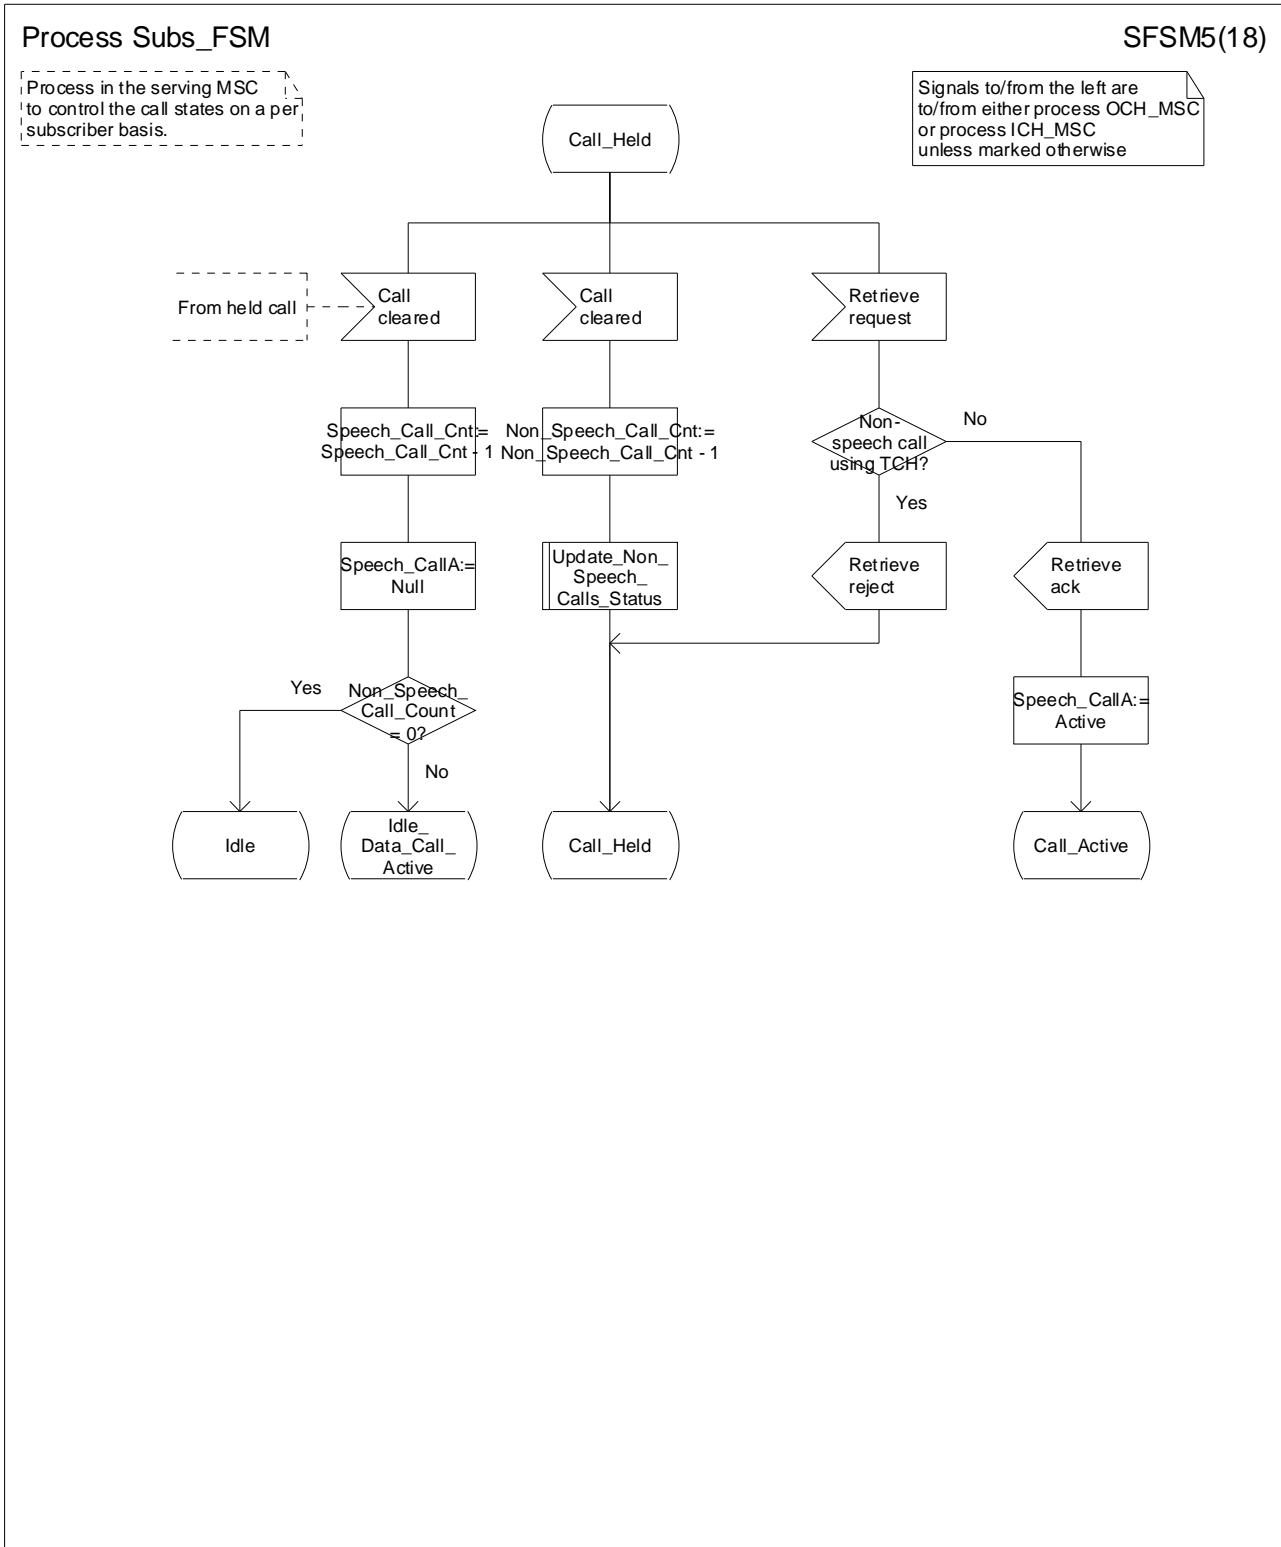 Process Subs_FSM
SFSM5(18)
Process in the serving MSC
to control the call states on a per
subscriber basis.
Signals to/from the left are
to/from either process OCH_MSC
or process ICH_MSC
unless marked otherwise
Call_Held
From held call
Call
cleared
Call
cleared
Retrieve
request
Speech_Call_Cnt:=
Speech_Call_Cnt - 1
Non_Speech_Call_Cnt:=
Non_Speech_Call_Cnt - 1
Non-
speech call
using TCH?
No
Yes
Speech_CallA:=
Null
Update_Non_
Speech_
Calls_Status
Retrieve
reject
Retrieve
ack
Yes
Non_Speech_
Call_Count
= 0?
No
Speech_CallA:=
Active
Idle
Idle_
Data_Call_
Active
Call_Held
Call_Active